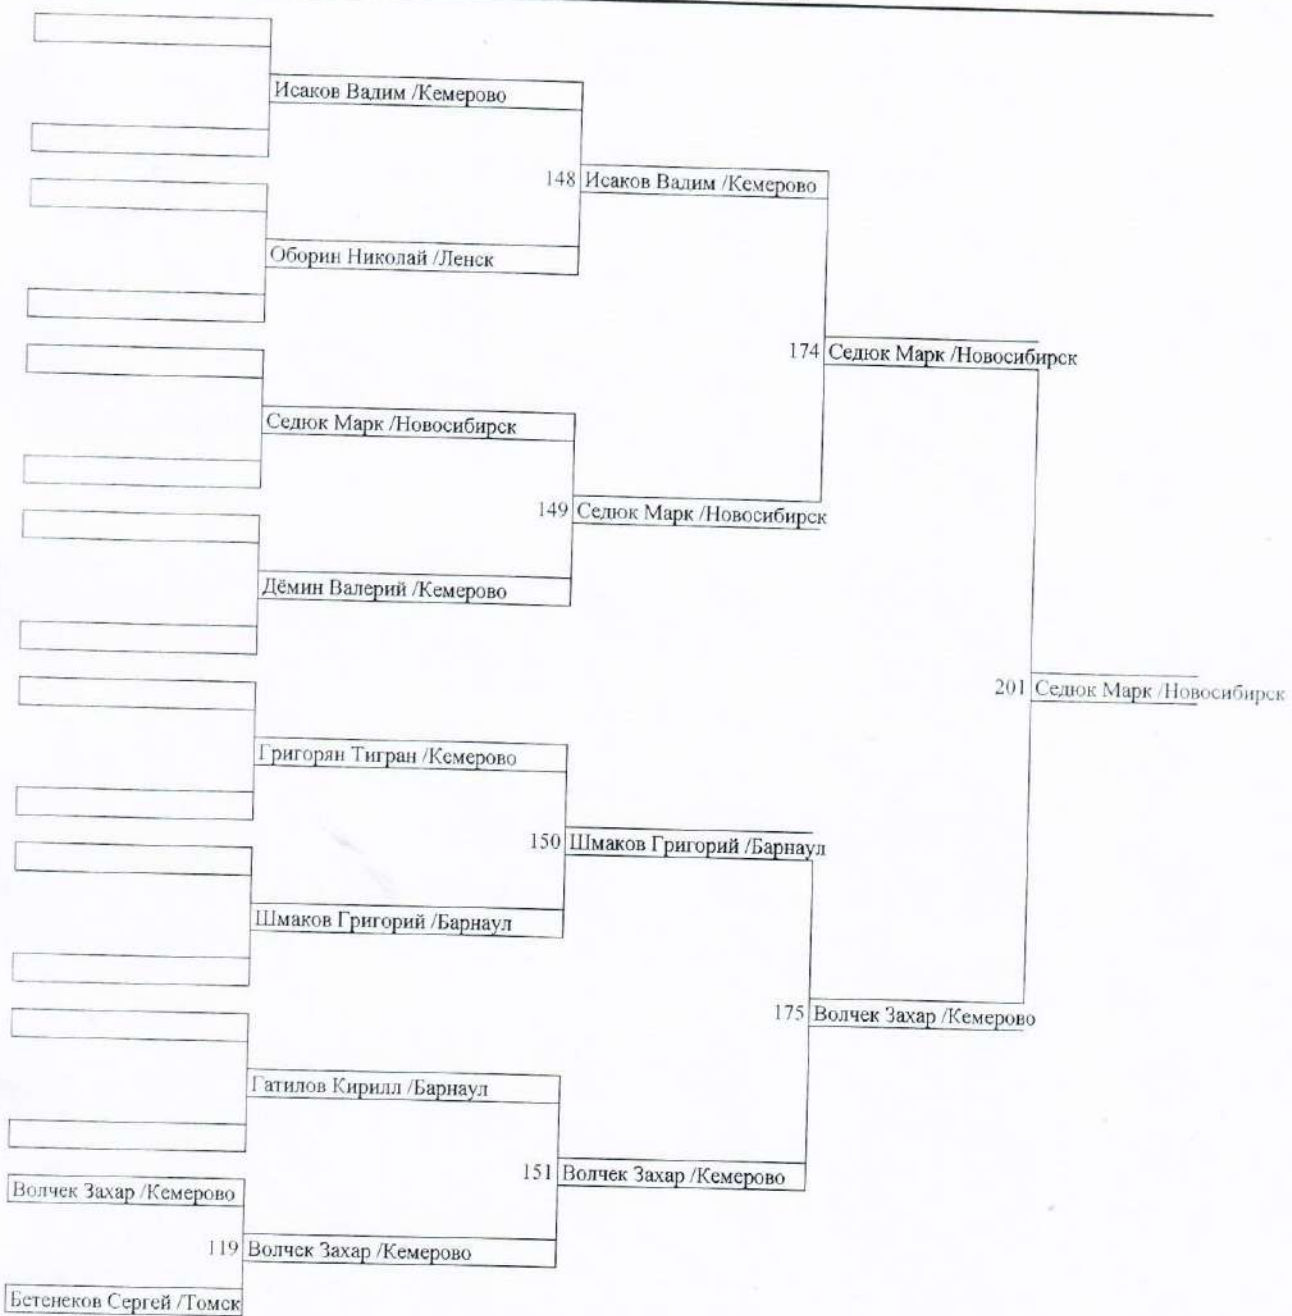 Исаков Вадим /Кемерово
148 Исаков Вадим /Кемерово
Оборин Николай /Ленск
174 Седюк Марк /Новосибирск
Седюк Марк /Новосибирск
149 Седюк Марк /Новосибирск
Дёмин Валерий /Кемерово
201 Седюк Марк /Новосибирск
Григорян Тигран /Кемерово
150 Шмаков Григорий /Барнаул
Шмаков Григорий /Барнаул
175 Волчек Захар /Кемерово
Гатилов Кирилл /Барнаул
151 Волчек Захар /Кемерово
Волчек Захар /Кемерово
119 Волчек Захар /Кемерово
Бетенеков Сергей /Томск